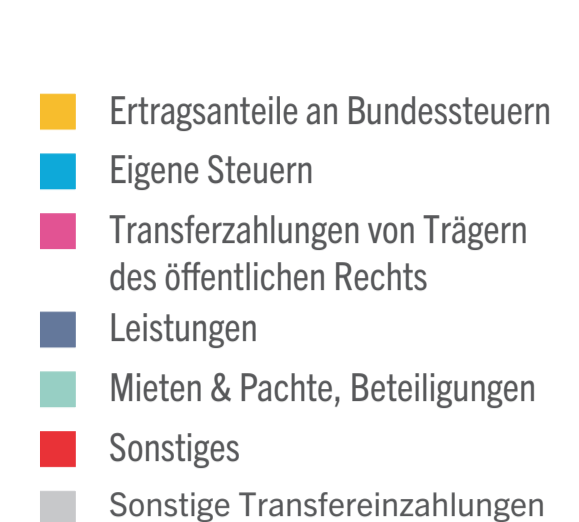 Ertragsanteile an Bundessteuern
Eigene Steuern
Transferzahlungen von Trägern
des öffentlichen Rechts
Leistungen
Mieten & Pachte, Beteiligungen
Sonstiges
Sonstige Transfereinzahlungen